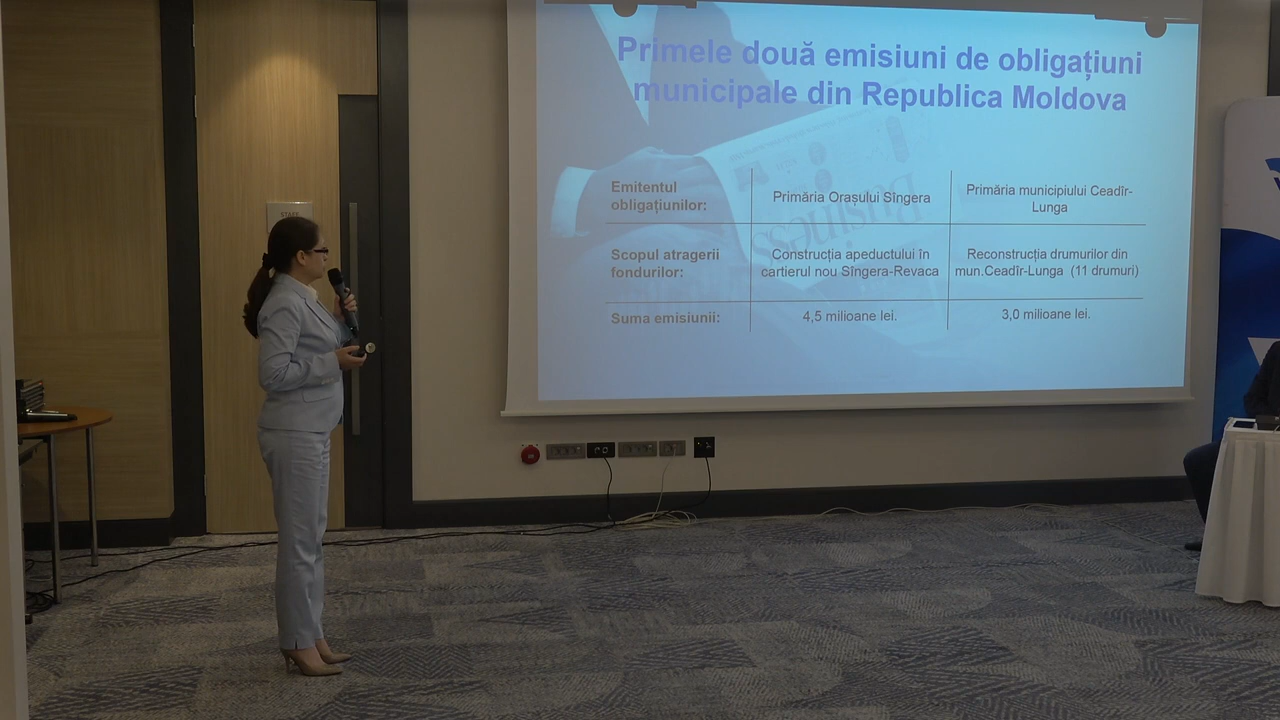 Primele două emisiuni de obligațiuni
municipale din Republica Moldova
Emitentul
obligațiunilor:
Primăria Orașului Sîngera
Primăria municipiului Ceadîr-
Lunga
Scopul atragerii
fondurilor:
Construcția apeductului în
cartierul nou Sîngera-Revaca
Reconstrucția drumurilor din
mun.Ceadîr-Lunga (11 drumuri)
Suma emisiunii:
4,5 milioane lei.
3,0 milioane lei.
Business
STAFF